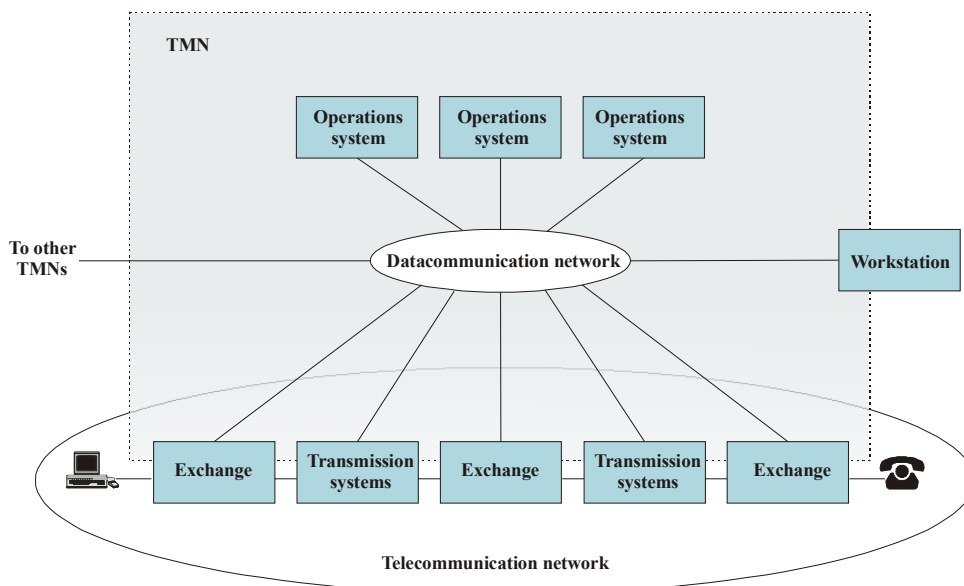 TMN
Operations
system
Operations
system
Operations
system
To other
TMNs
Datacommunication network
Workstation
Exchange
Transmission
systems
Exchange
Transmission
systems
Exchange
Telecommunication network